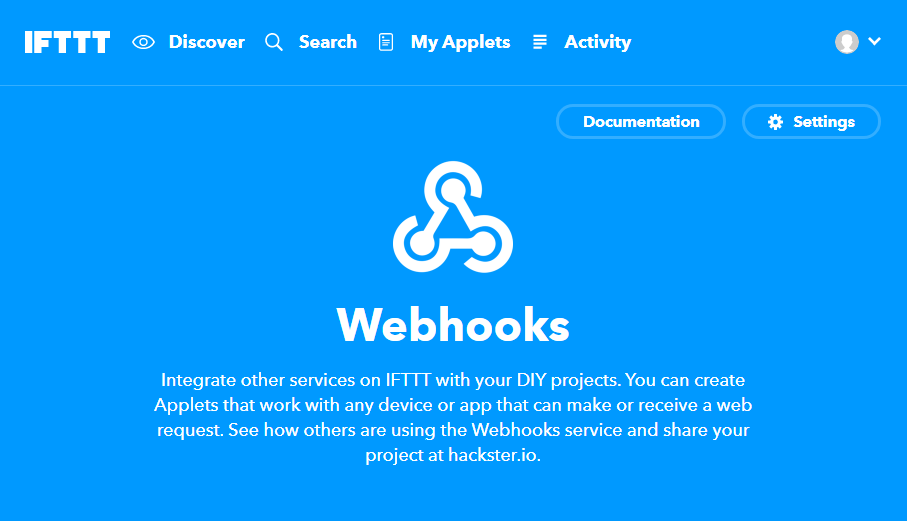 IFTTT Discover Search My Applets Activity
Documentation Settings
Webhooks
Integrate other services on IFTTT with your DIY projects. You can create
Applets that work with any device or app that can make or receive a web
request. See how others are using the Webhooks service and share your
project at hackster.io.